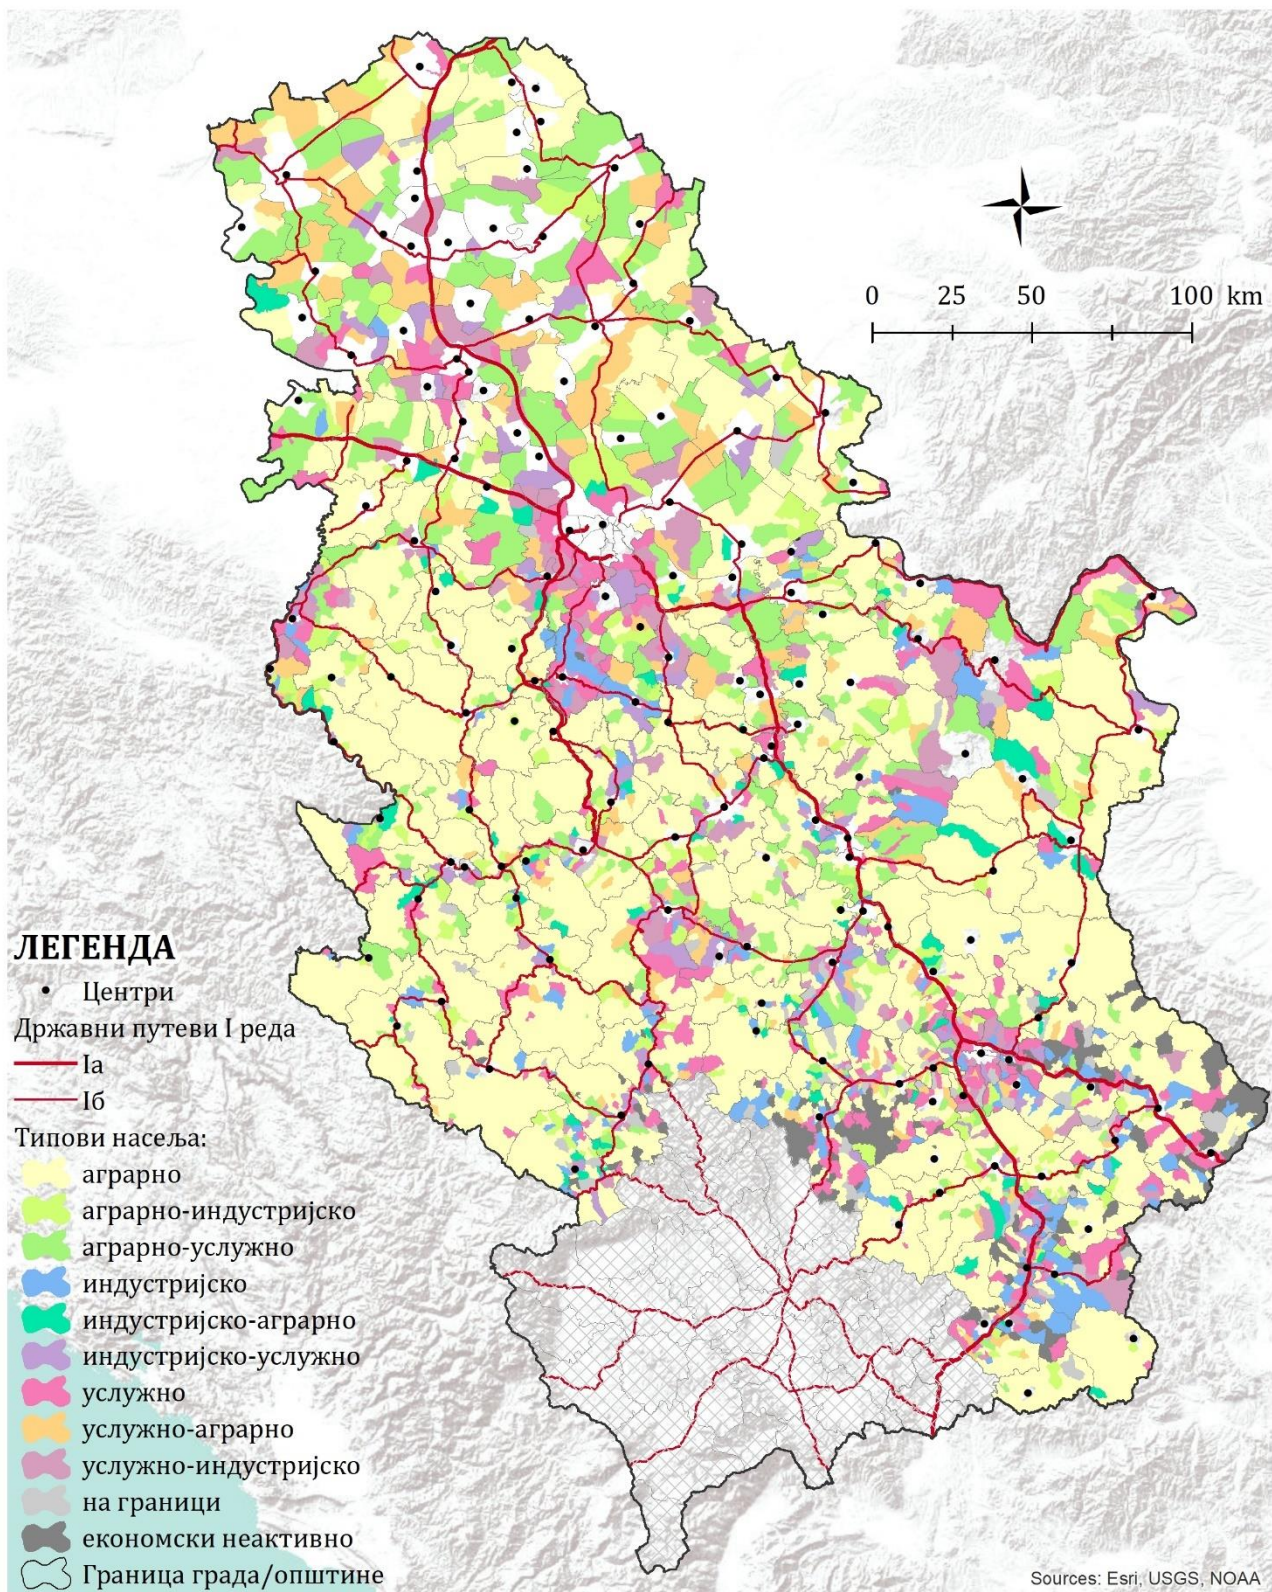 0 25 50 100 km
ЛЕГЕНДА
Центри
Државни путеви I реда
Iа
Iб
Типови насеља:
аграрно
аграрно-индустријско
аграрно-услужно
индустријско
индустријско-аграрно
индустријско-услужно
услужно
услужно-аграрно
услужно-индустријско
на граници
економски неактивно
Граница града/општине
Sources: Esri, USGS, NOAA